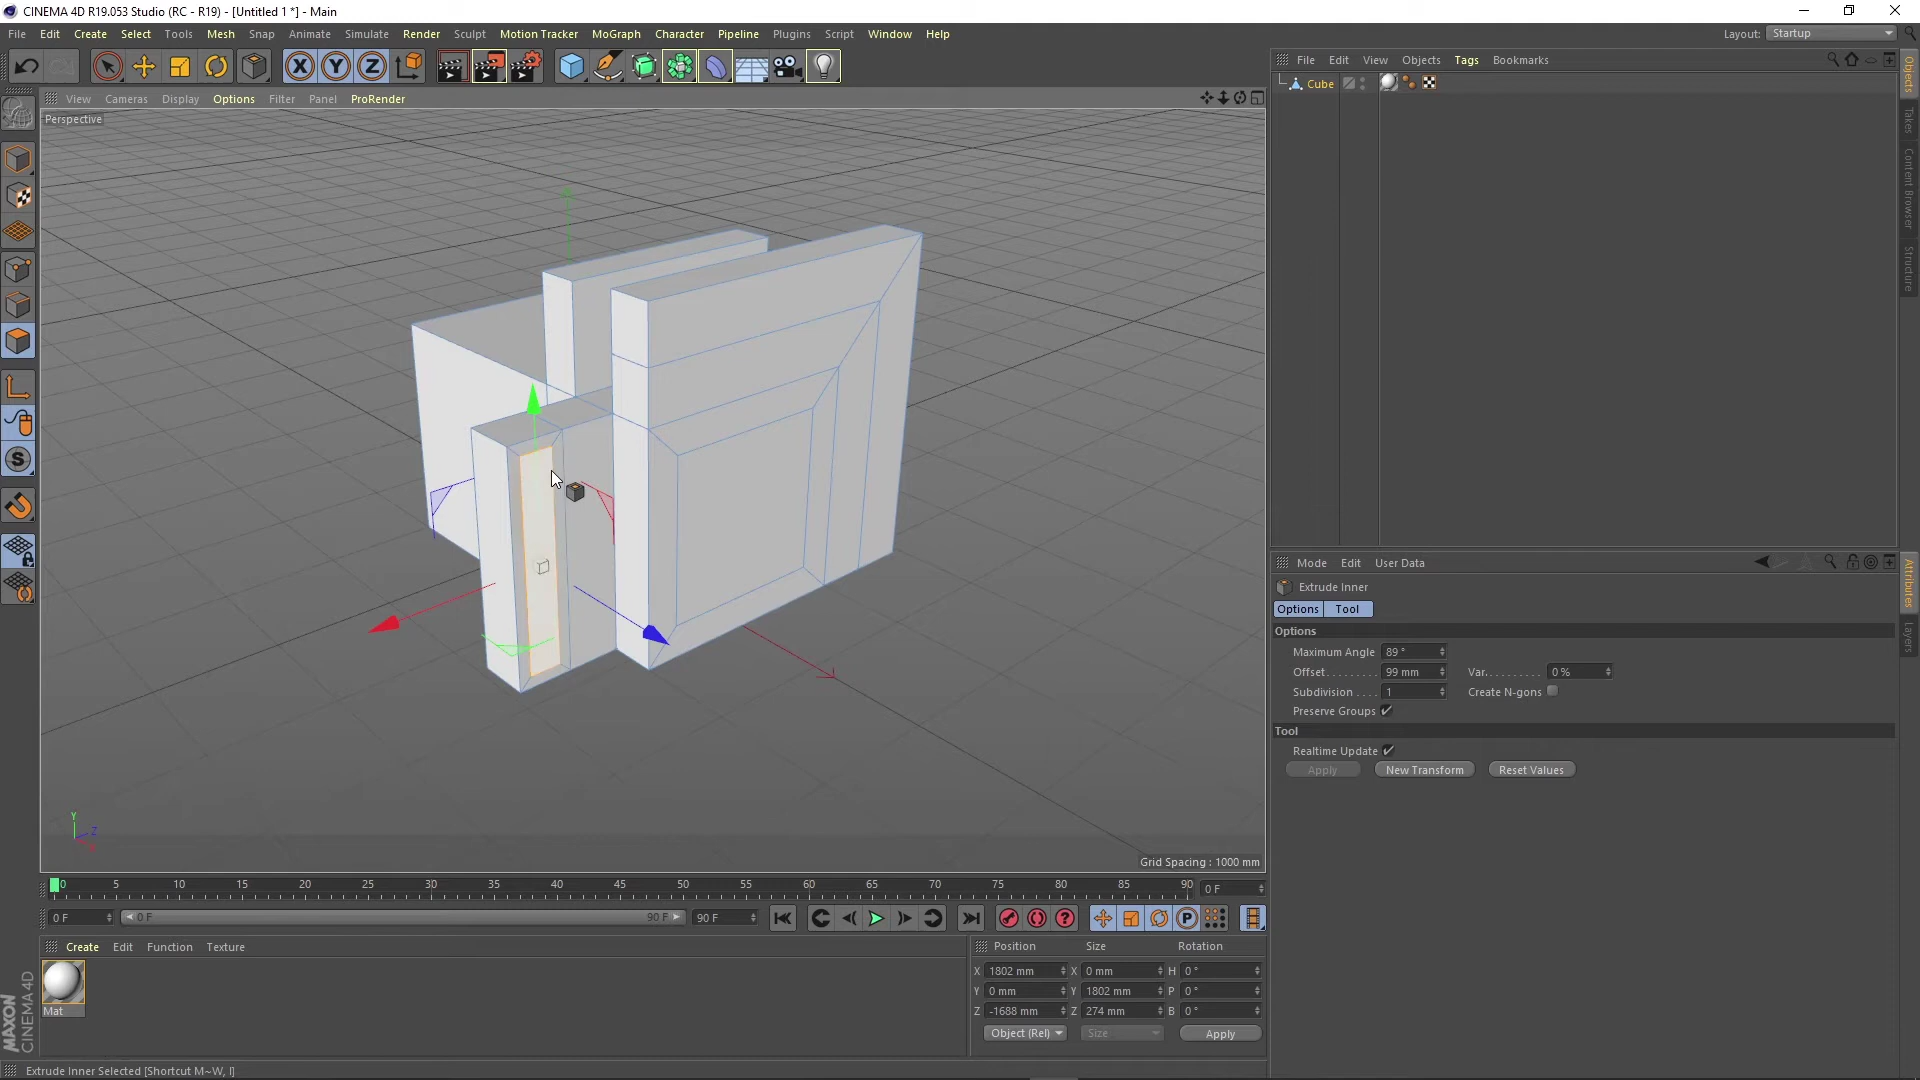 CINEMA 4D R19.053 Studio (RC - R19) - [Untitled 1 *] - Main
File Edit Create Select Tools Mesh Snap Animate Simulate Render Sculpt Motion Tracker MoGraph Character Pipeline Plugins Script Window Help
Layout: Startup
View Cameras Display Options Filter Panel ProRender
Perspective
Grid Spacing : 1000 mm
Y
Z
0 5 10 15 20 25 30 35 40 45 50 55 60 65 70 75 80 85 90
0 F
0 F 0 F 90 F 90 F
Create Edit Function Texture
Mat
MAXON
CINEMA 4D
Position Size Rotation
X 1802 mm X 0 mm H 0 °
Y 0 mm Y 1802 mm P 0 °
Z -1688 mm Z 274 mm B 0 °
Object (Rel) Size Apply
Extrude Inner Selected [Shortcut M~W, I]
File Edit View Objects Tags Bookmarks
Cube
Objects
Takes
Content Browser
Structure
Mode Edit User Data
Extrude Inner
Options Tool
Options
Maximum Angle 89 °
Offset......... 99 mm Var.......... 0 %
Subdivision .... 1 Create N-gons
Preserve Groups
Tool
Realtime Update
Apply New Transform Reset Values
Attributes
Layers